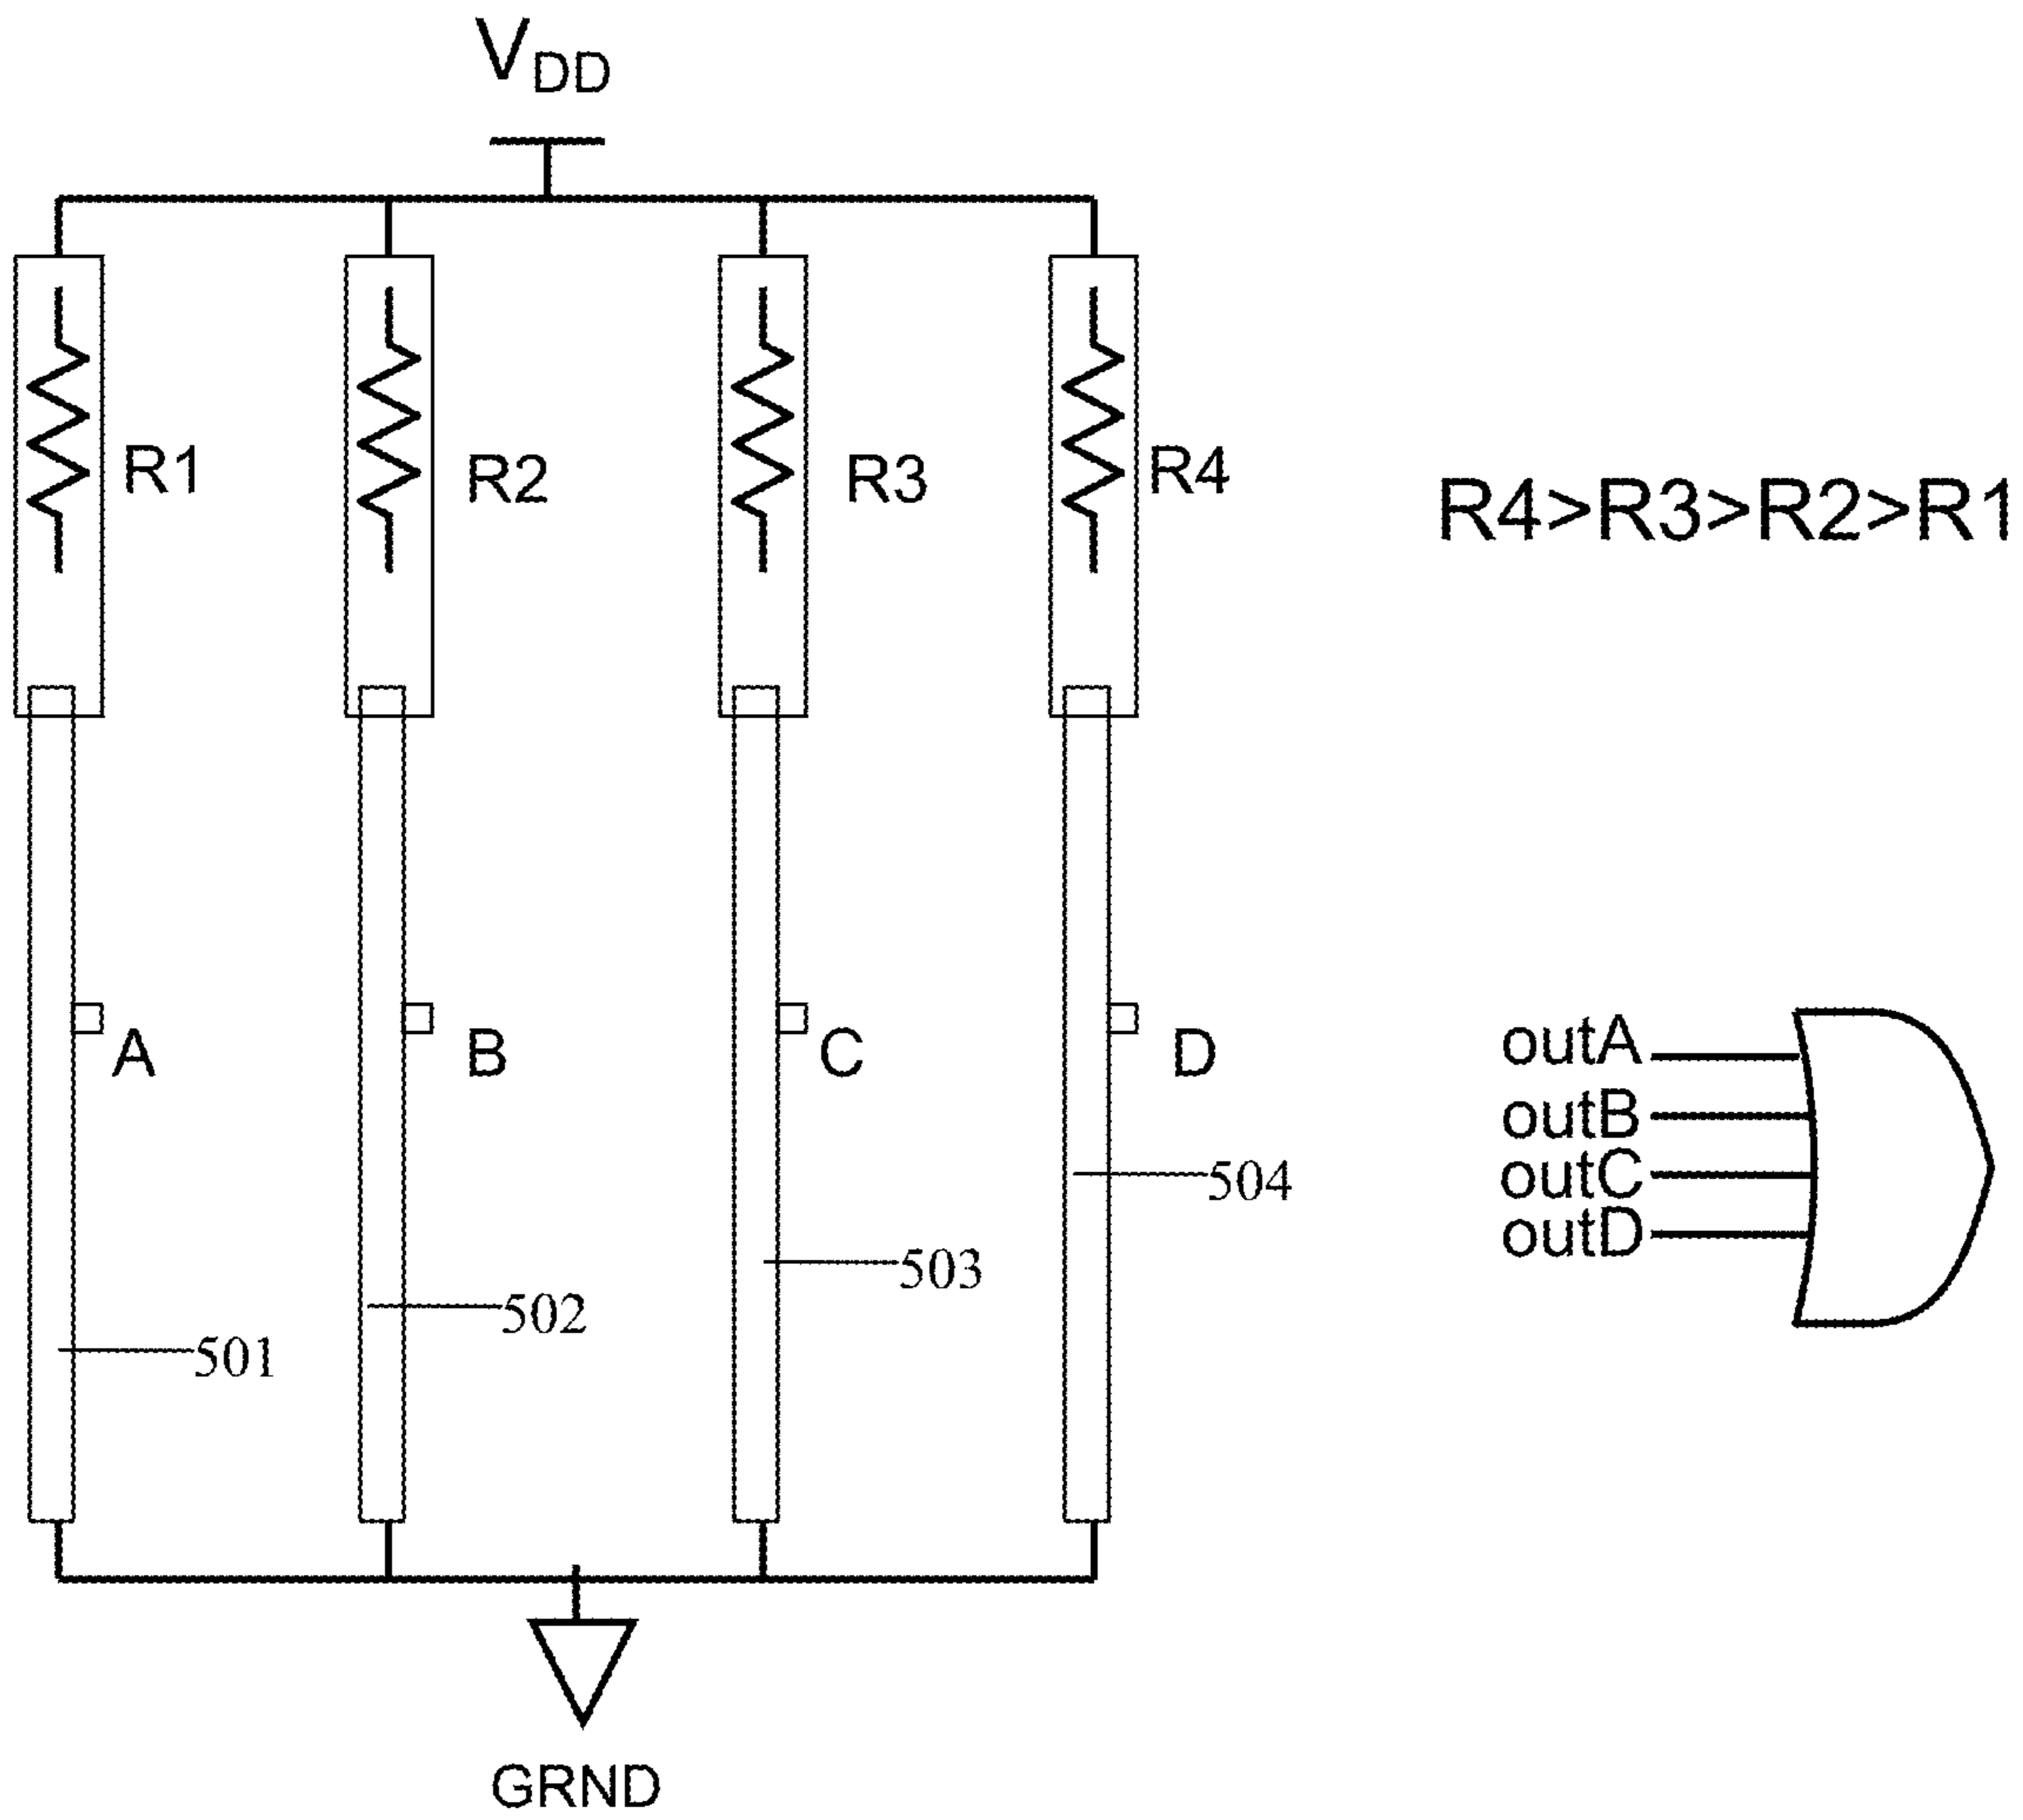 VDD
R1
R2
R3
R4
R4>R3>R2>R1
A
B
C
D
outA
outB
outC
outD
504
503
502
501
GRND